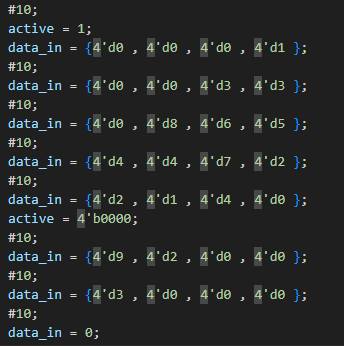 #10;
active = 1;
data_in = {4'd0 , 4'd0 , 4'd0 , 4'd1 };
#10;
data_in = {4'd0 , 4'd0 , 4'd3 , 4'd3 };
#10;
data_in = {4'd0 , 4'd8 , 4'd6 , 4'd5 };
#10;
data_in = {4'd4 , 4'd4 , 4'd7 , 4'd2 };
#10;
data_in = {4'd2 , 4'd1 , 4'd4 , 4'd0 };
active = 4'b0000;
#10;
data_in = {4'd9 , 4'd2 , 4'd0 , 4'd0 };
#10;
data_in = {4'd3 , 4'd0 , 4'd0 , 4'd0 };
#10;
data_in = 0;